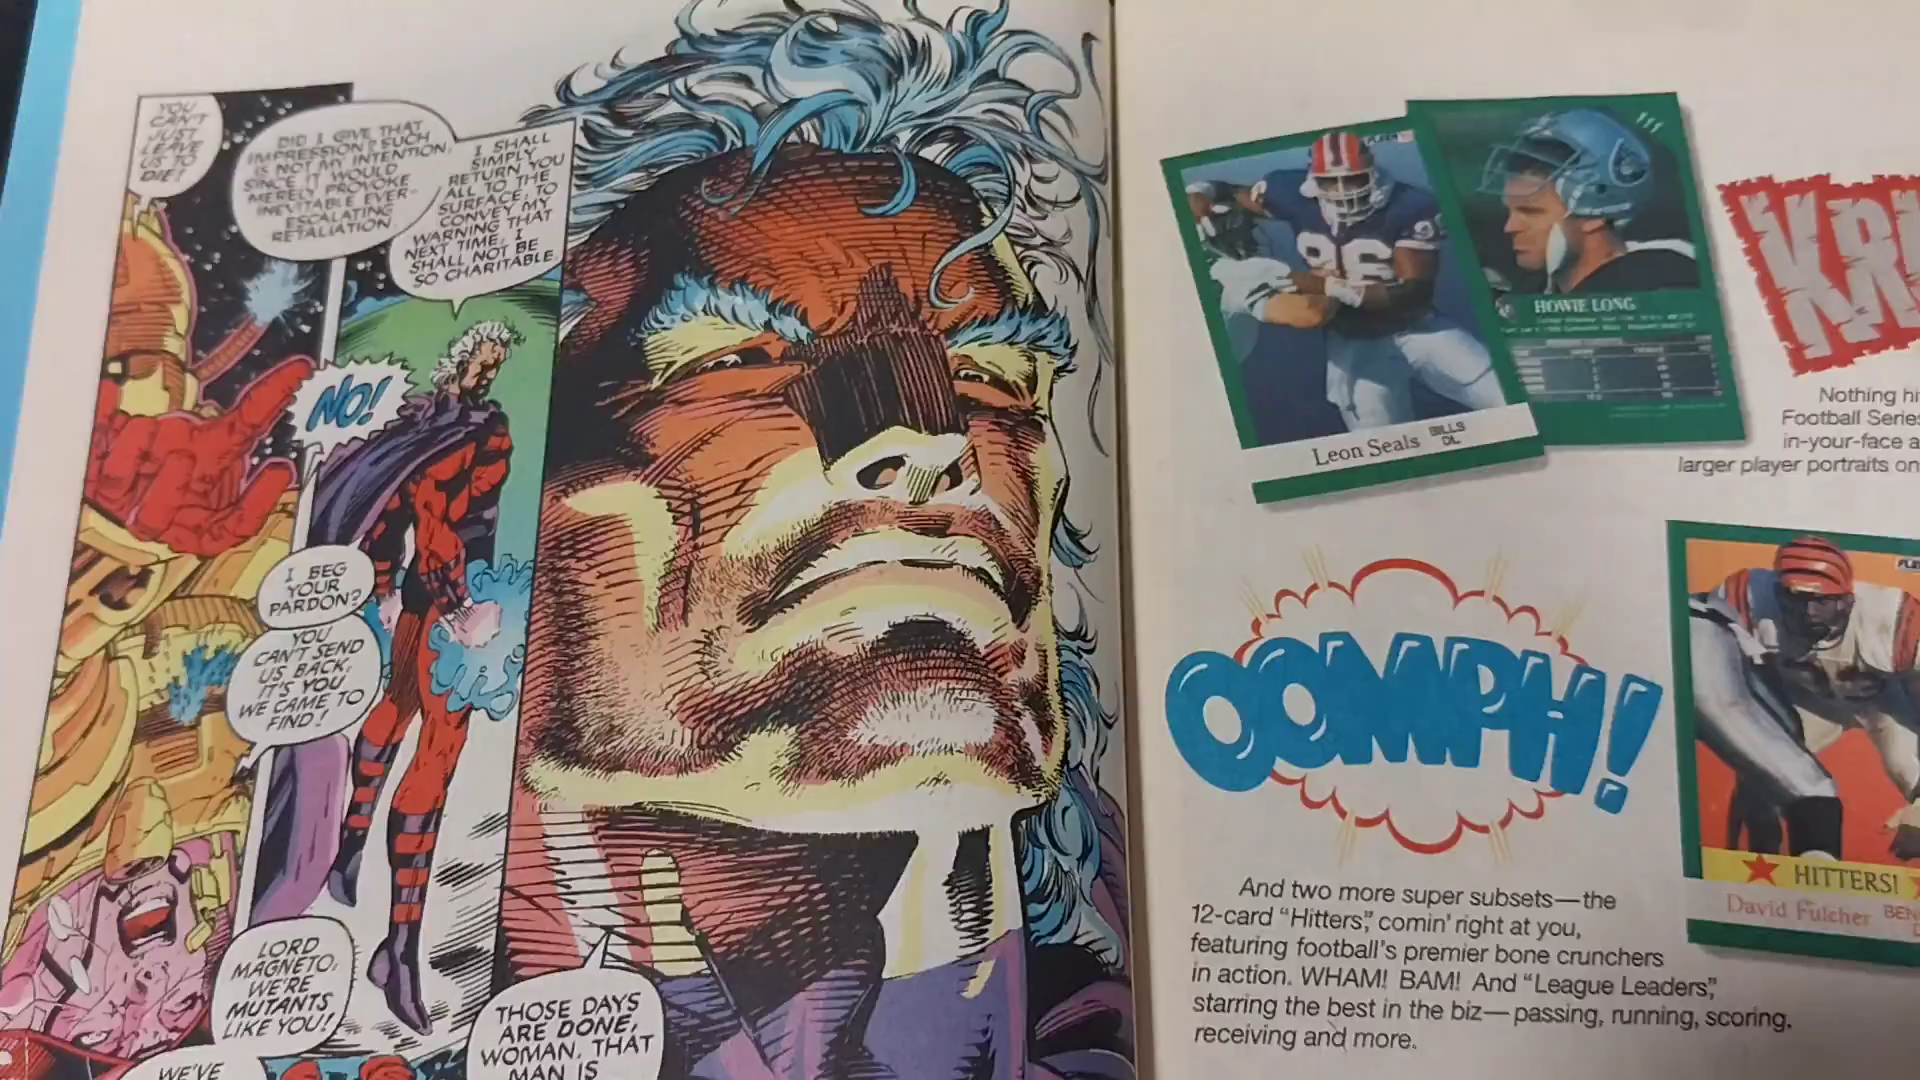 YOU
CAN'T
JUST
LEAVE
US TO
DIE!
DID I GIVE THAT
IMPRESSION? SUCH
IS NOT MY INTENTION,
SINCE IT WOULD
MERELY PROVOKE
INEVITABLE EVER-
ESCALATING
RETALIATION.
I SHALL
SIMPLY
RETURN YOU
ALL TO THE
SURFACE, TO
CONVEY MY
WARNING THAT
NEXT TIME, I
SHALL NOT BE
SO CHARITABLE.
NO!
I BEG
YOUR
PARDON?
YOU
CAN'T SEND
US BACK,
IT'S YOU
WE CAME TO
FIND!
LORD
MAGNETO,
WE'RE
MUTANTS
LIKE YOU!
WE'VE
THOSE DAYS
ARE DONE,
WOMAN. THAT
MAN IS
96
Leon Seals BILLS
DL
HOWIE LONG
Nothing hi
Football Series
in-your-face a
larger player portraits on
OOMPH!
HITTERS!
David Fulcher BEN
And two more super subsets—the
12-card "Hitters," comin' right at you,
featuring football's premier bone crunchers
in action. WHAM! BAM! And "League Leaders,"
starring the best in the biz—passing, running, scoring,
receiving and more.